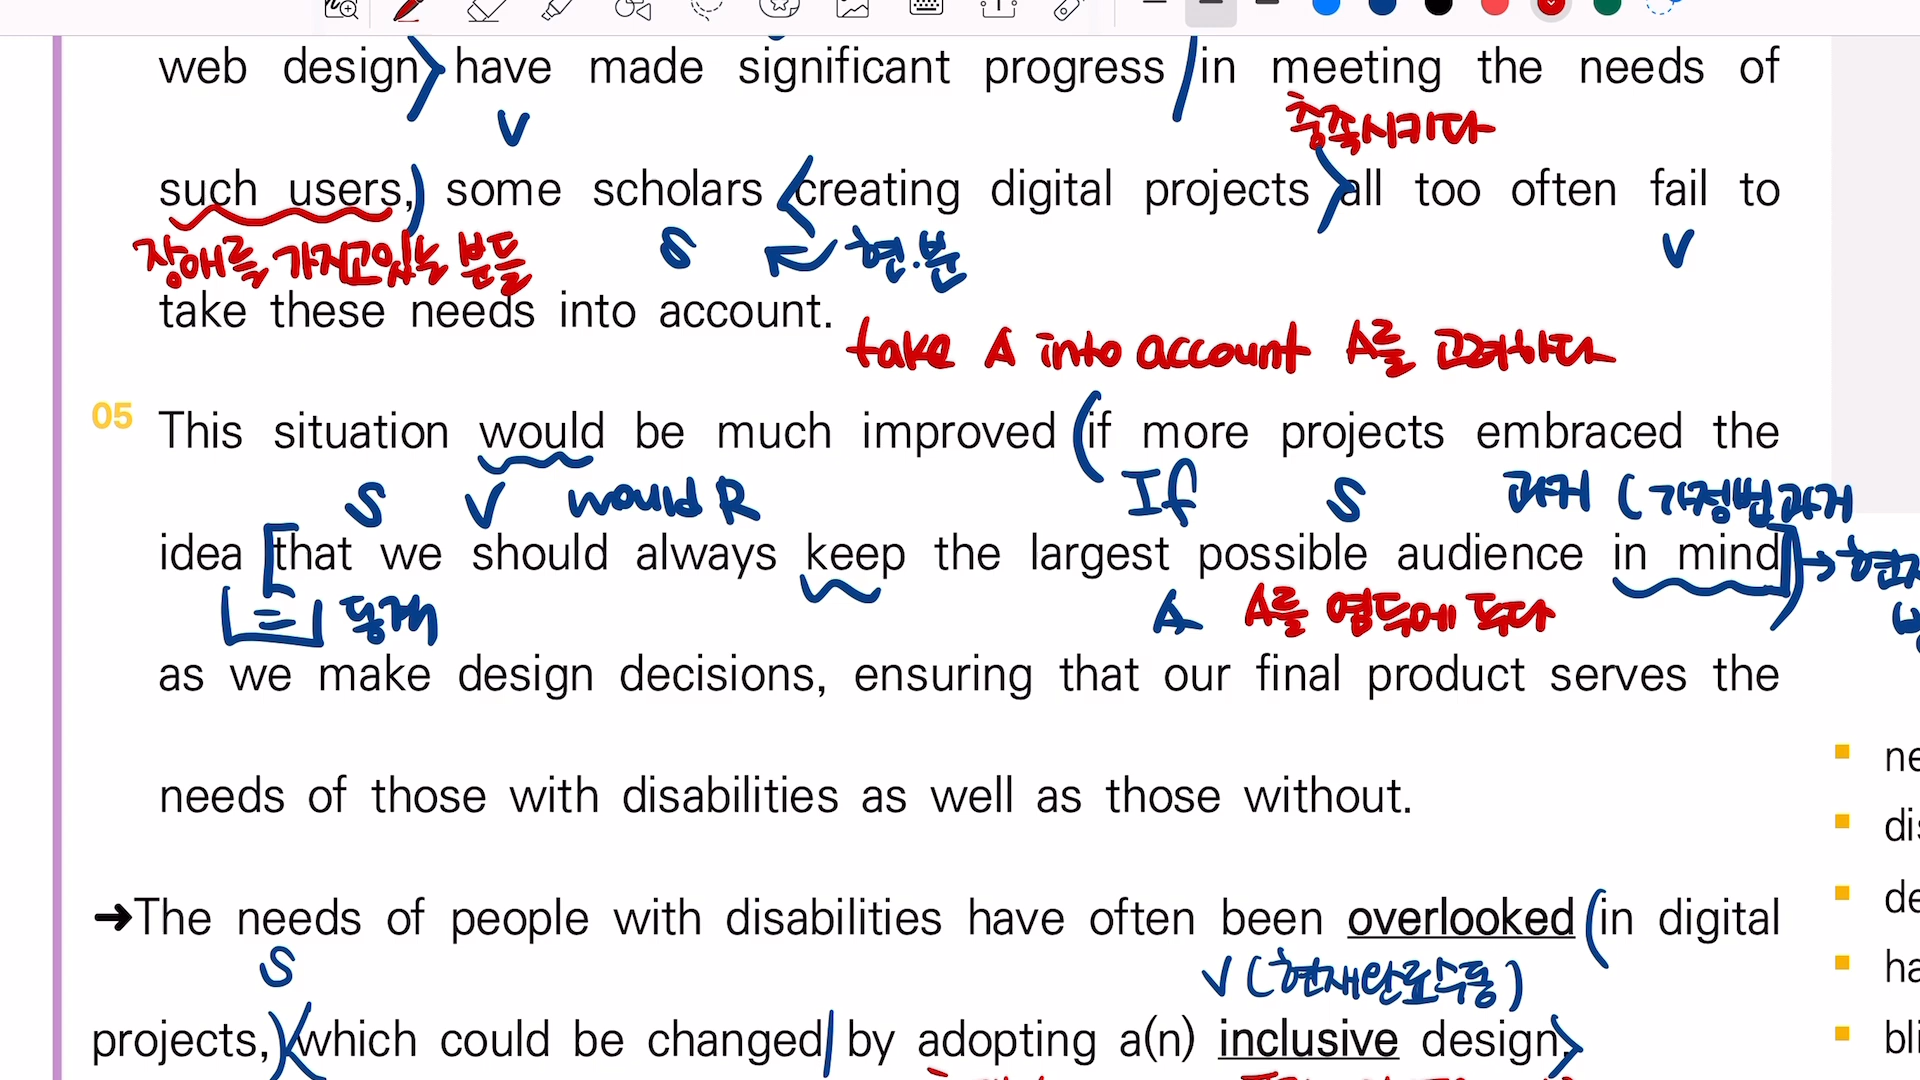 web design have made significant progress in meeting the needs of
V
충족시키다
such users, some scholars creating digital projects all too often fail to
장애를 가지고있는 분들 S 현.분 V
take these needs into account.
take A into account A를 고려하다
05 This situation would be much improved if more projects embraced the
S V would R If S 과거 (가정법과거
idea that we should always keep the largest possible audience in mind
= 동격 A A를 염두에 두다
as we make design decisions, ensuring that our final product serves the
needs of those with disabilities as well as those without.
➔The needs of people with disabilities have often been overlooked in digital
S V (현재완료수동)
projects, which could be changed by adopting a(n) inclusive design.